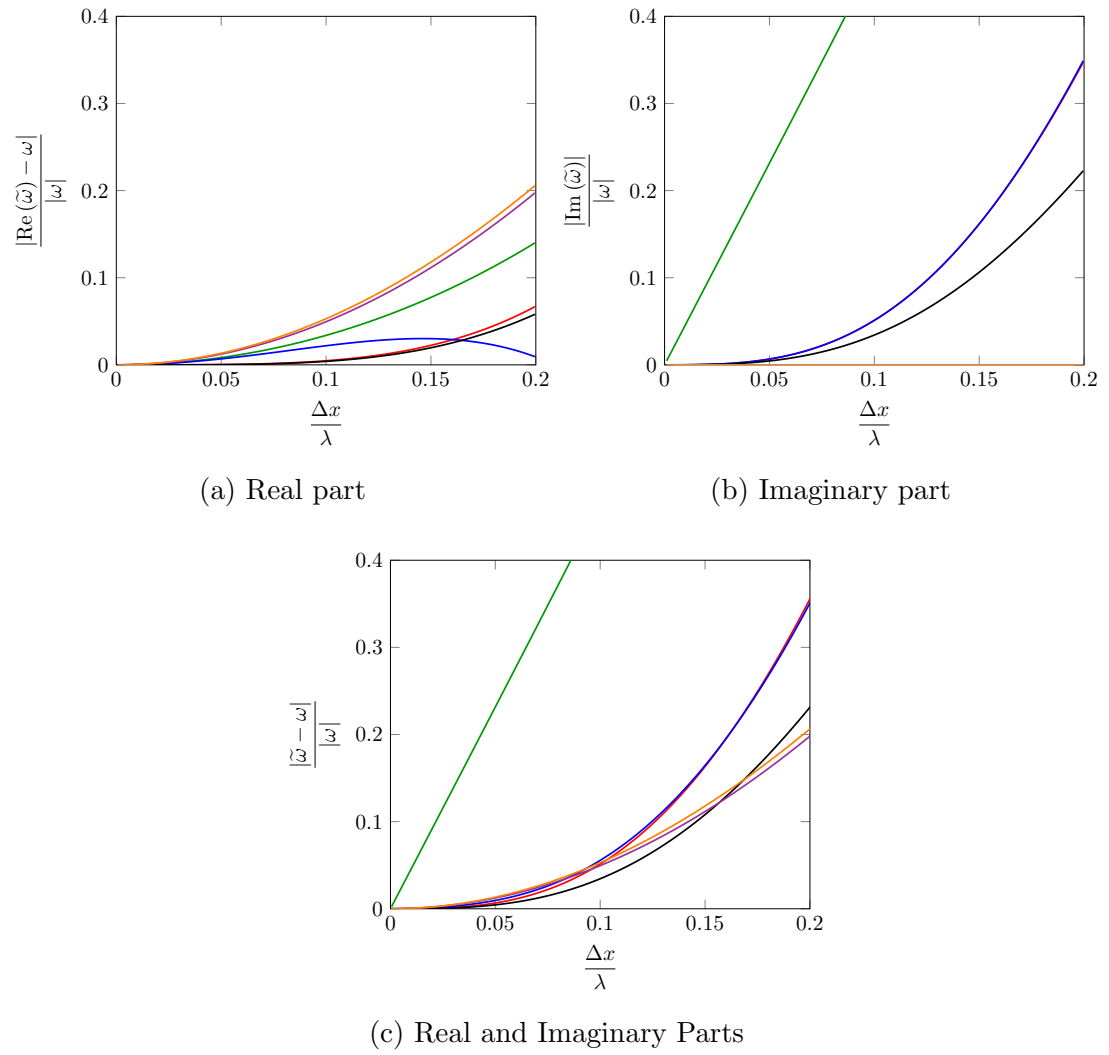 0.4 0.4
0.3 0.3
0.2 0.2
0.1 0.1
0 0
0 0.05 0.1 0.15 0.2 0 0.05 0.1 0.15 0.2
|Re (ω̃) − ω|
|ω|
|Im (ω̃)|
|ω|
Δx
λ
Δx
λ
(a) Real part
(b) Imaginary part
0.4
0.3
0.2
0.1
0
0 0.05 0.1 0.15 0.2
|ω̃ − ω|
|ω|
Δx
λ
(c) Real and Imaginary Parts